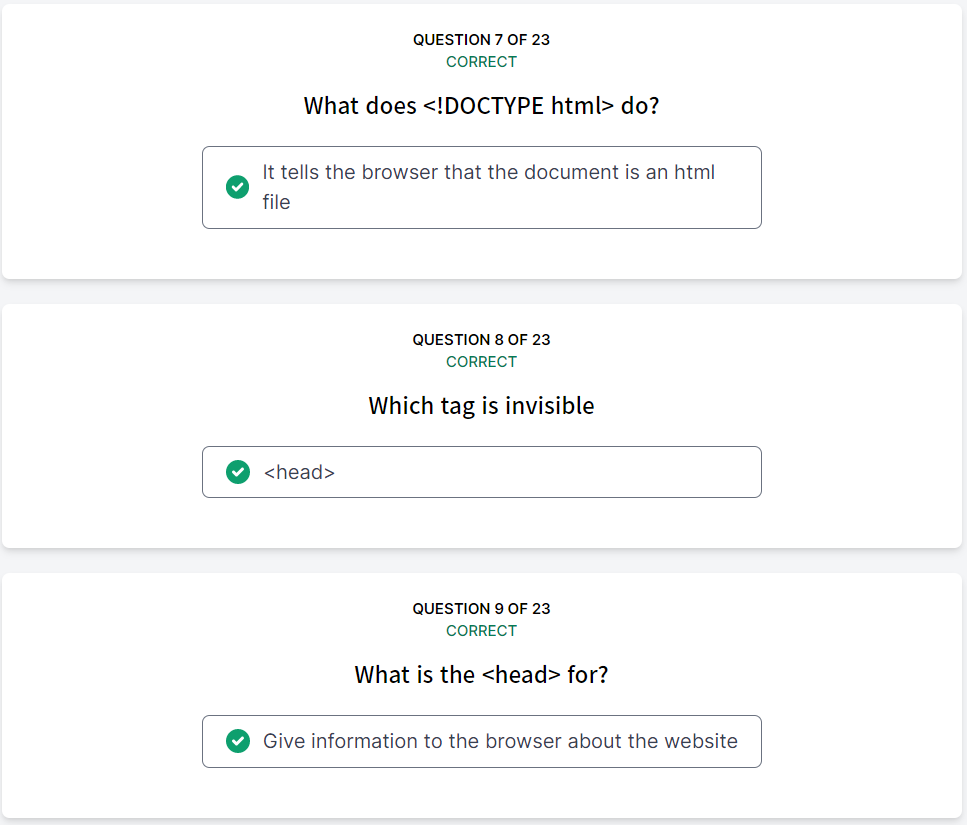 QUESTION 7 OF 23
CORRECT
What does <!DOCTYPE html> do?
It tells the browser that the document is an html
file
QUESTION 8 OF 23
CORRECT
Which tag is invisible
<head>
QUESTION 9 OF 23
CORRECT
What is the <head> for?
Give information to the browser about the website